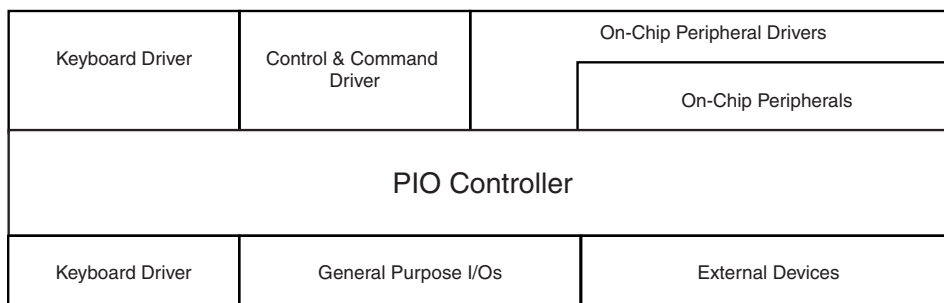 Keyboard Driver
Control & Command
Driver
On-Chip Peripheral Drivers
On-Chip Peripherals
PIO Controller
Keyboard Driver
General Purpose I/Os
External Devices